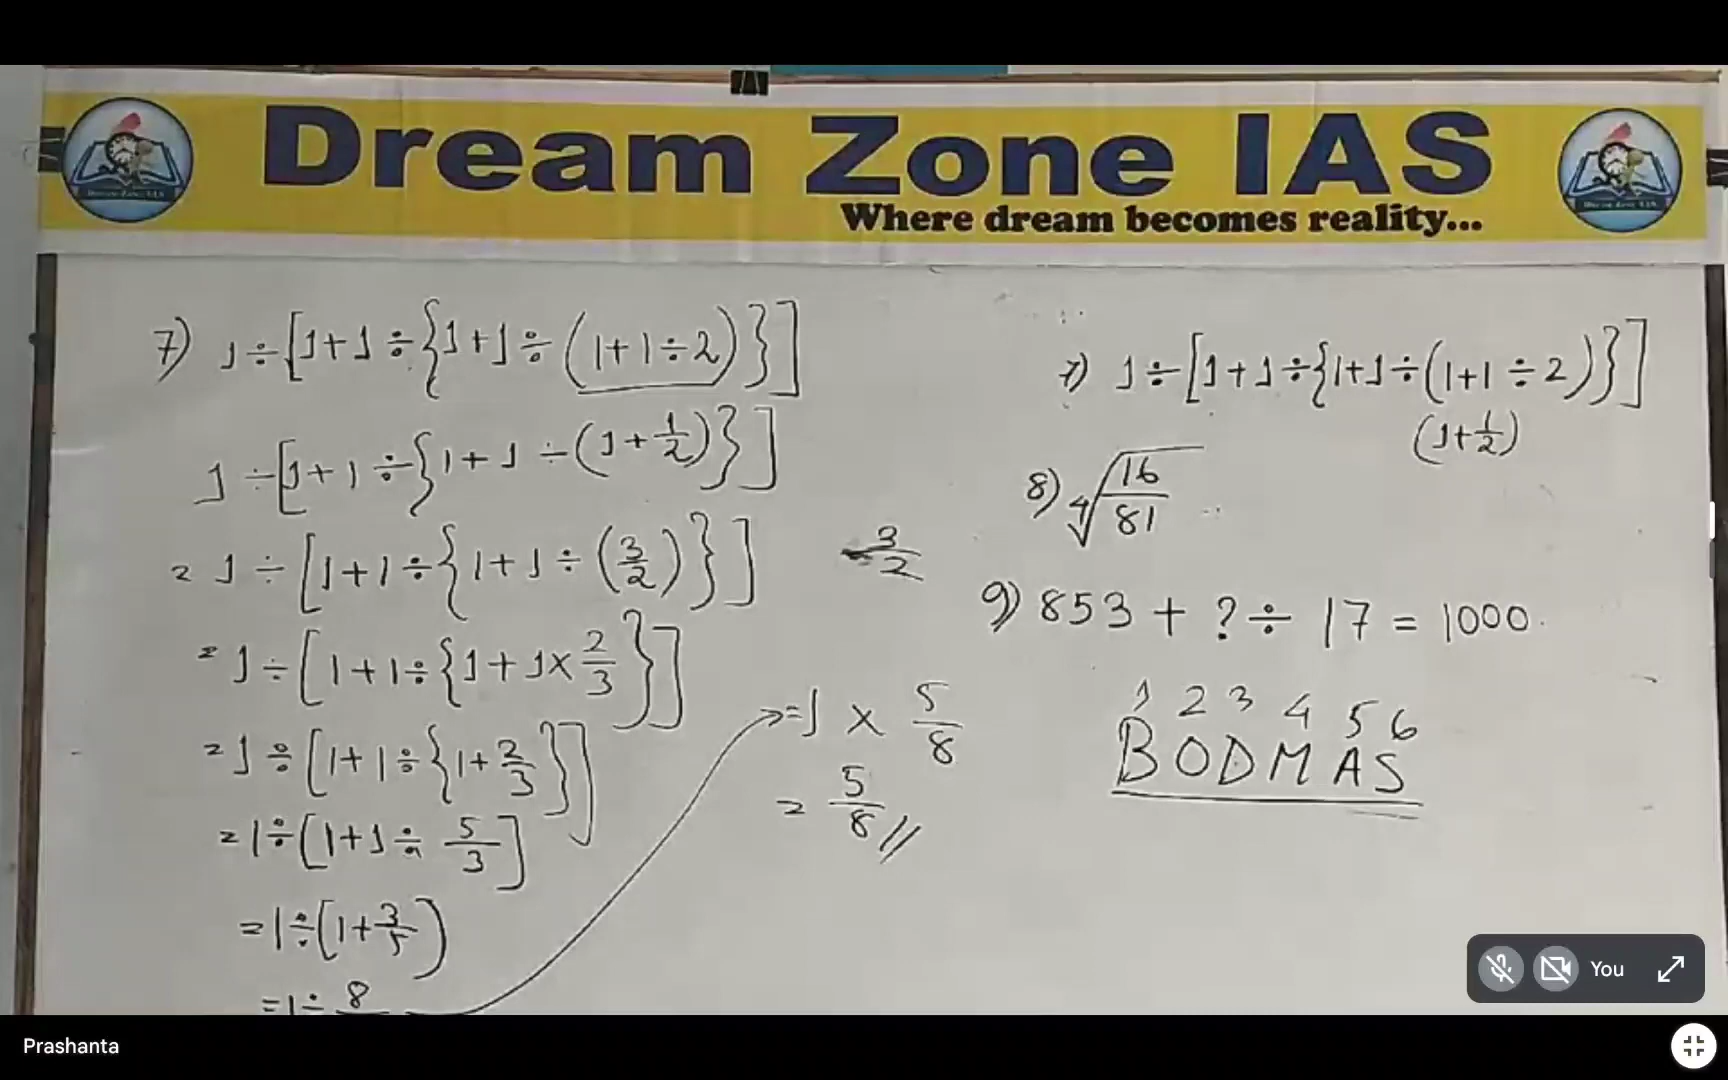 Dream Zone IAS
Where dream becomes reality...
7) 1÷[1+1÷{1+1÷(1+1÷2)}]
1÷[1+1÷{1+1÷(1+1/2)}]
= 1÷[1+1÷{1+1÷(3/2)}]
3/2
= 1÷[1+1÷{1+1×2/3}]
= 1÷[1+1÷{1+2/3}]
= 1÷[1+1÷5/3]
= 1÷(1+3/5)
= 1÷8
= 1 × 5/8
= 5/8 //
7) 1÷[1+1÷{1+1÷(1+1÷2)}]
(1+1/2)
8) ∜16/81
9) 853 + ? ÷ 17 = 1000.
1 2 3 4 5 6
BODMAS
You
Prashanta